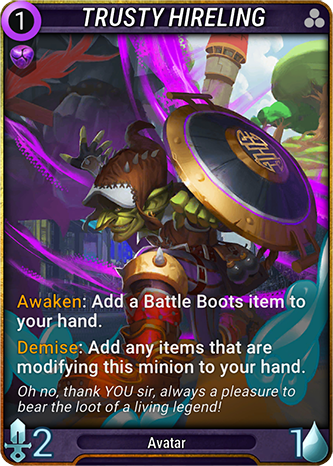 1
TRUSTY HIRELING
Awaken: Add a Battle Boots item to
your hand.
Demise: Add any items that are
modifying this minion to your hand.
Oh no, thank YOU sir, always a pleasure to
bear the loot of a living legend!
2
Avatar
1